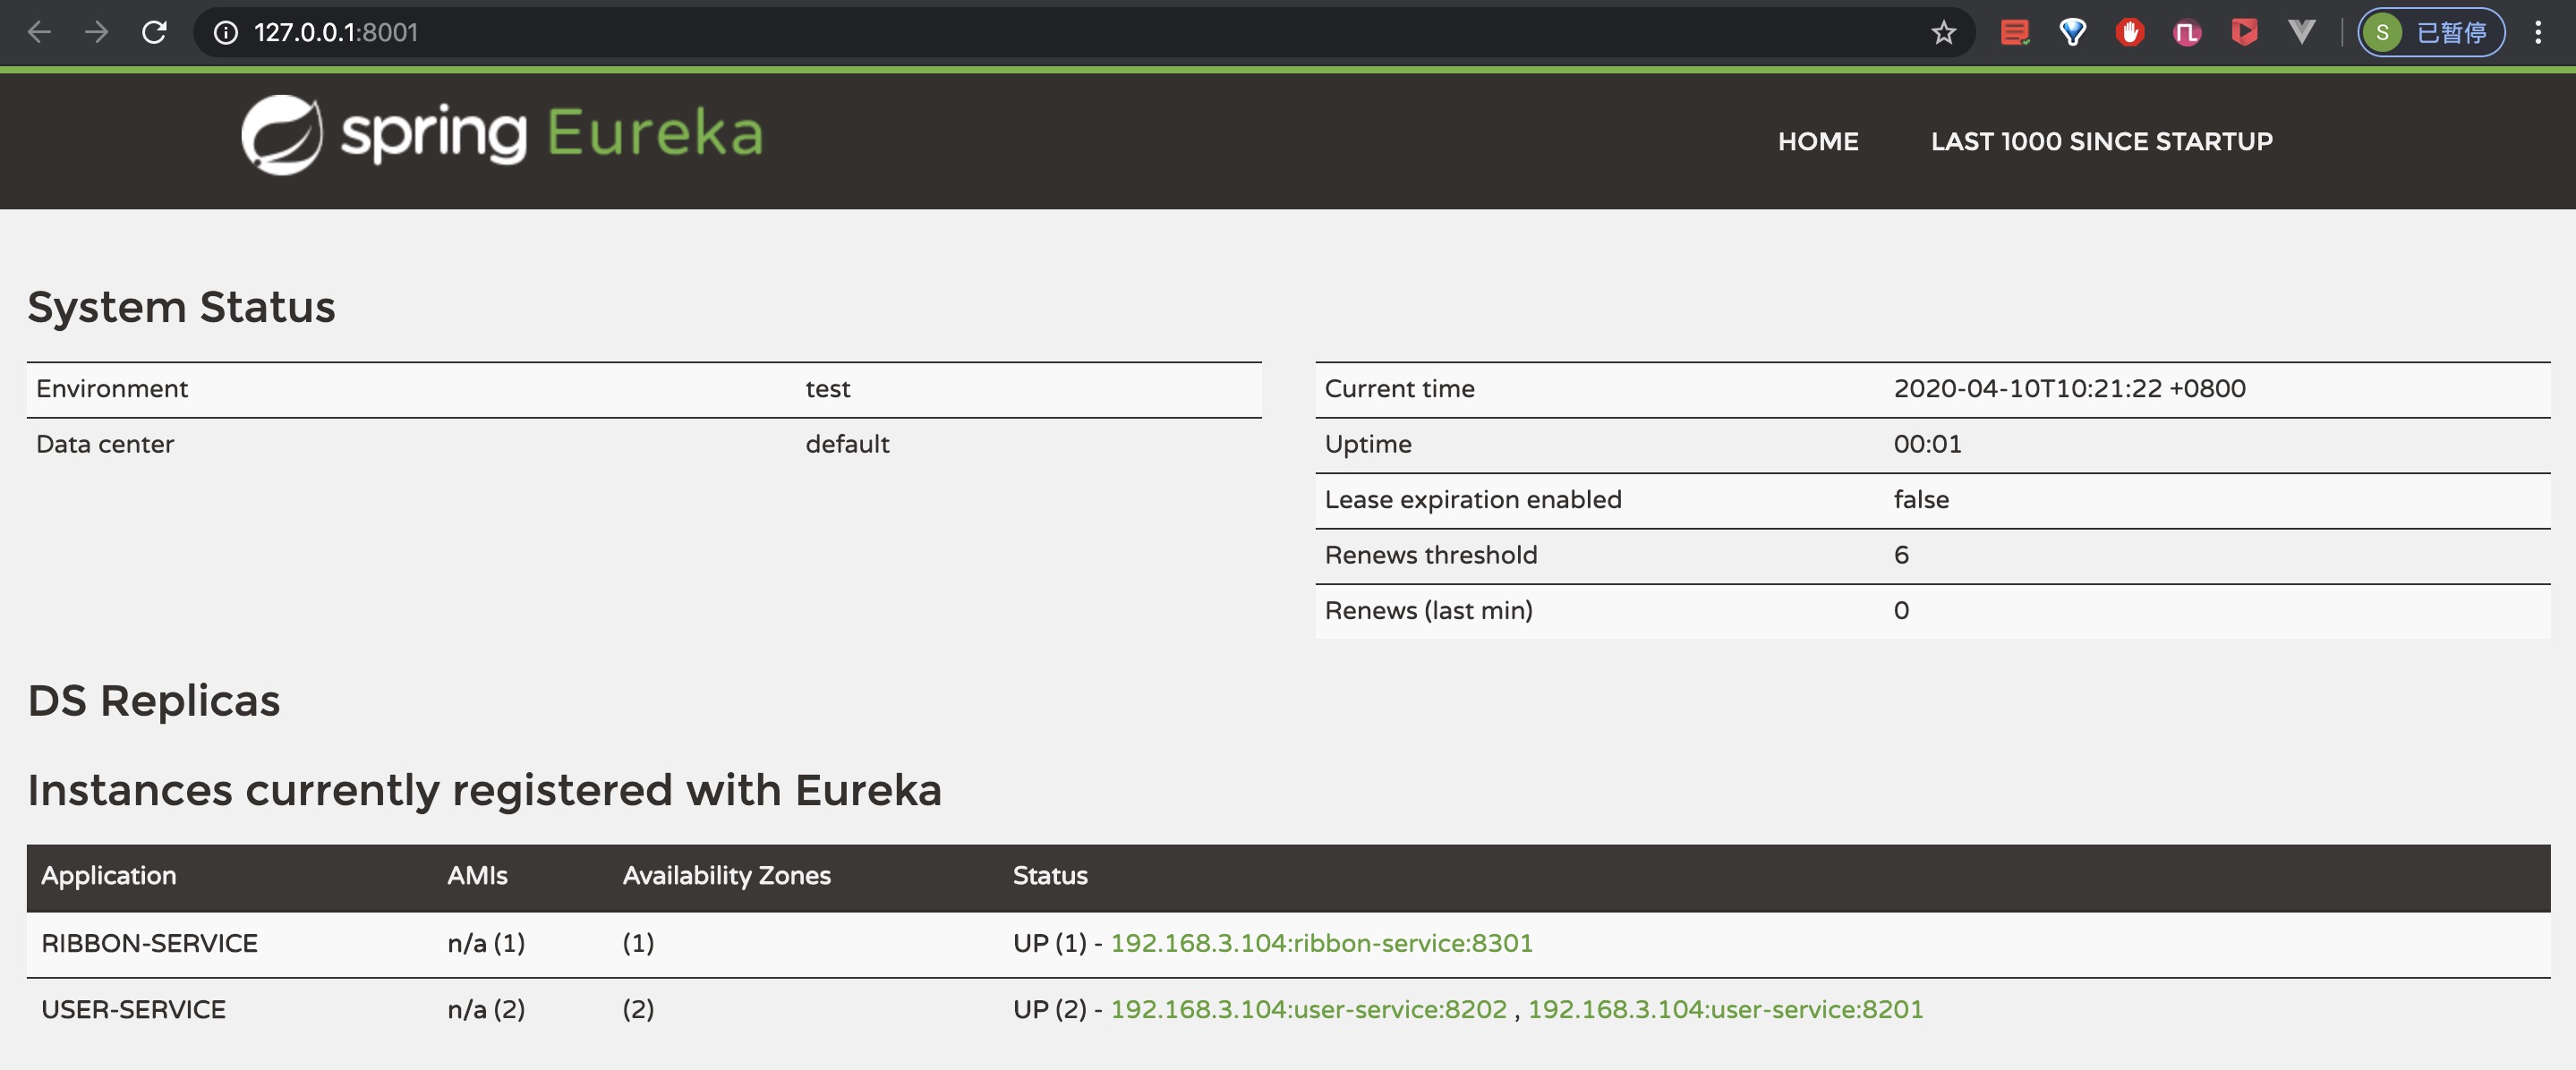 127.0.0.1:8001
S 已暂停
spring Eureka
HOME LAST 1000 SINCE STARTUP
System Status
Environment test
Data center default
Current time 2020-04-10T10:21:22 +0800
Uptime 00:01
Lease expiration enabled false
Renews threshold 6
Renews (last min) 0
DS Replicas
Instances currently registered with Eureka
Application AMIs Availability Zones Status
RIBBON-SERVICE n/a (1) (1) UP (1) - 192.168.3.104:ribbon-service:8301
USER-SERVICE n/a (2) (2) UP (2) - 192.168.3.104:user-service:8202 , 192.168.3.104:user-service:8201